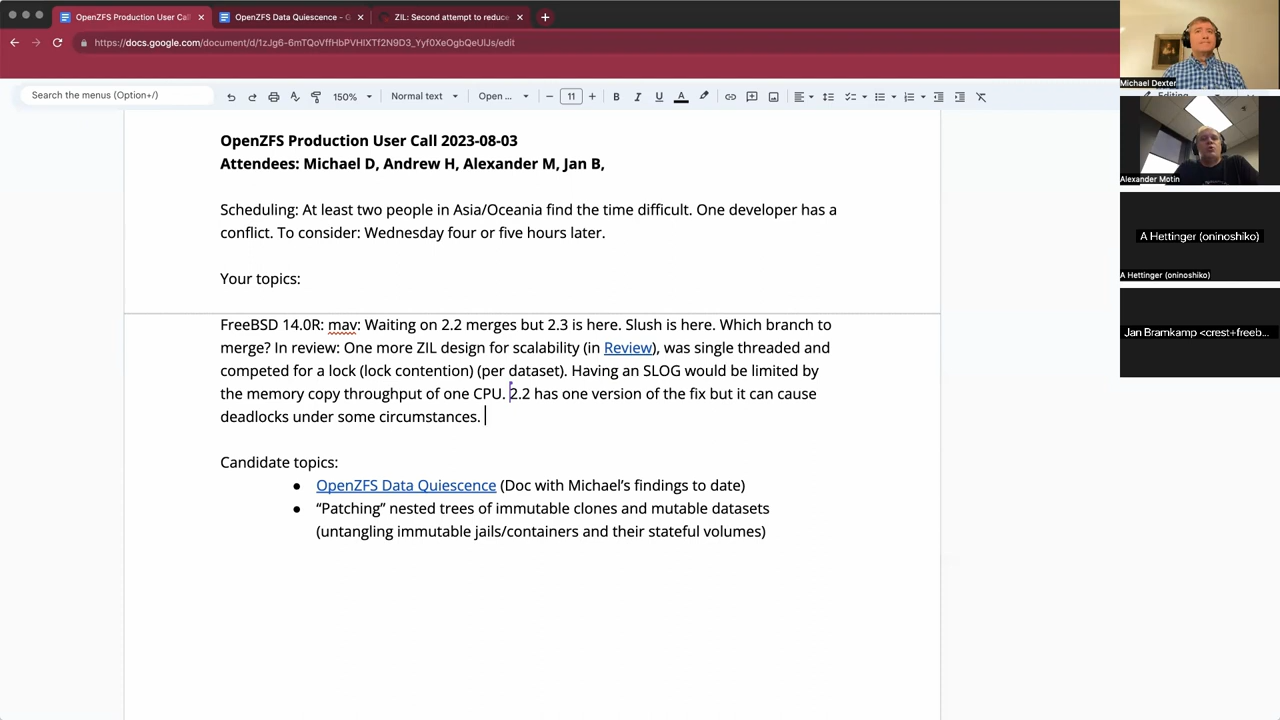 OpenZFS Production User Cal
OpenZFS Data Quiescence - G
ZIL: Second attempt to reduce
https://docs.google.com/document/d/1zJg6-6mTQoVffHbPVHIXTf2N9D3_Yyf0XeOgbQeUlJs/edit
Search the menus (Option+/)
150%
Normal text
Open...
11
Editing
OpenZFS Production User Call 2023-08-03
Attendees: Michael D, Andrew H, Alexander M, Jan B,
Scheduling: At least two people in Asia/Oceania find the time difficult. One developer has a
conflict. To consider: Wednesday four or five hours later.
Your topics:
FreeBSD 14.0R: mav: Waiting on 2.2 merges but 2.3 is here. Slush is here. Which branch to
merge? In review: One more ZIL design for scalability (in Review), was single threaded and
competed for a lock (lock contention) (per dataset). Having an SLOG would be limited by
the memory copy throughput of one CPU. 2.2 has one version of the fix but it can cause
deadlocks under some circumstances.
Candidate topics:
● OpenZFS Data Quiescence (Doc with Michael’s findings to date)
● “Patching” nested trees of immutable clones and mutable datasets
(untangling immutable jails/containers and their stateful volumes)
Michael Dexter
Alexander Motin
A Hettinger (oninoshiko)
A Hettinger (oninoshiko)
Jan Bramkamp <crest+freeb...